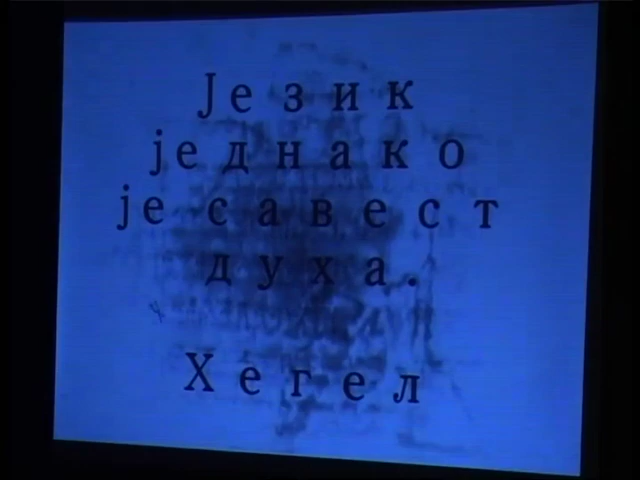 Језик
једнако
је савест
духа.
Хегел